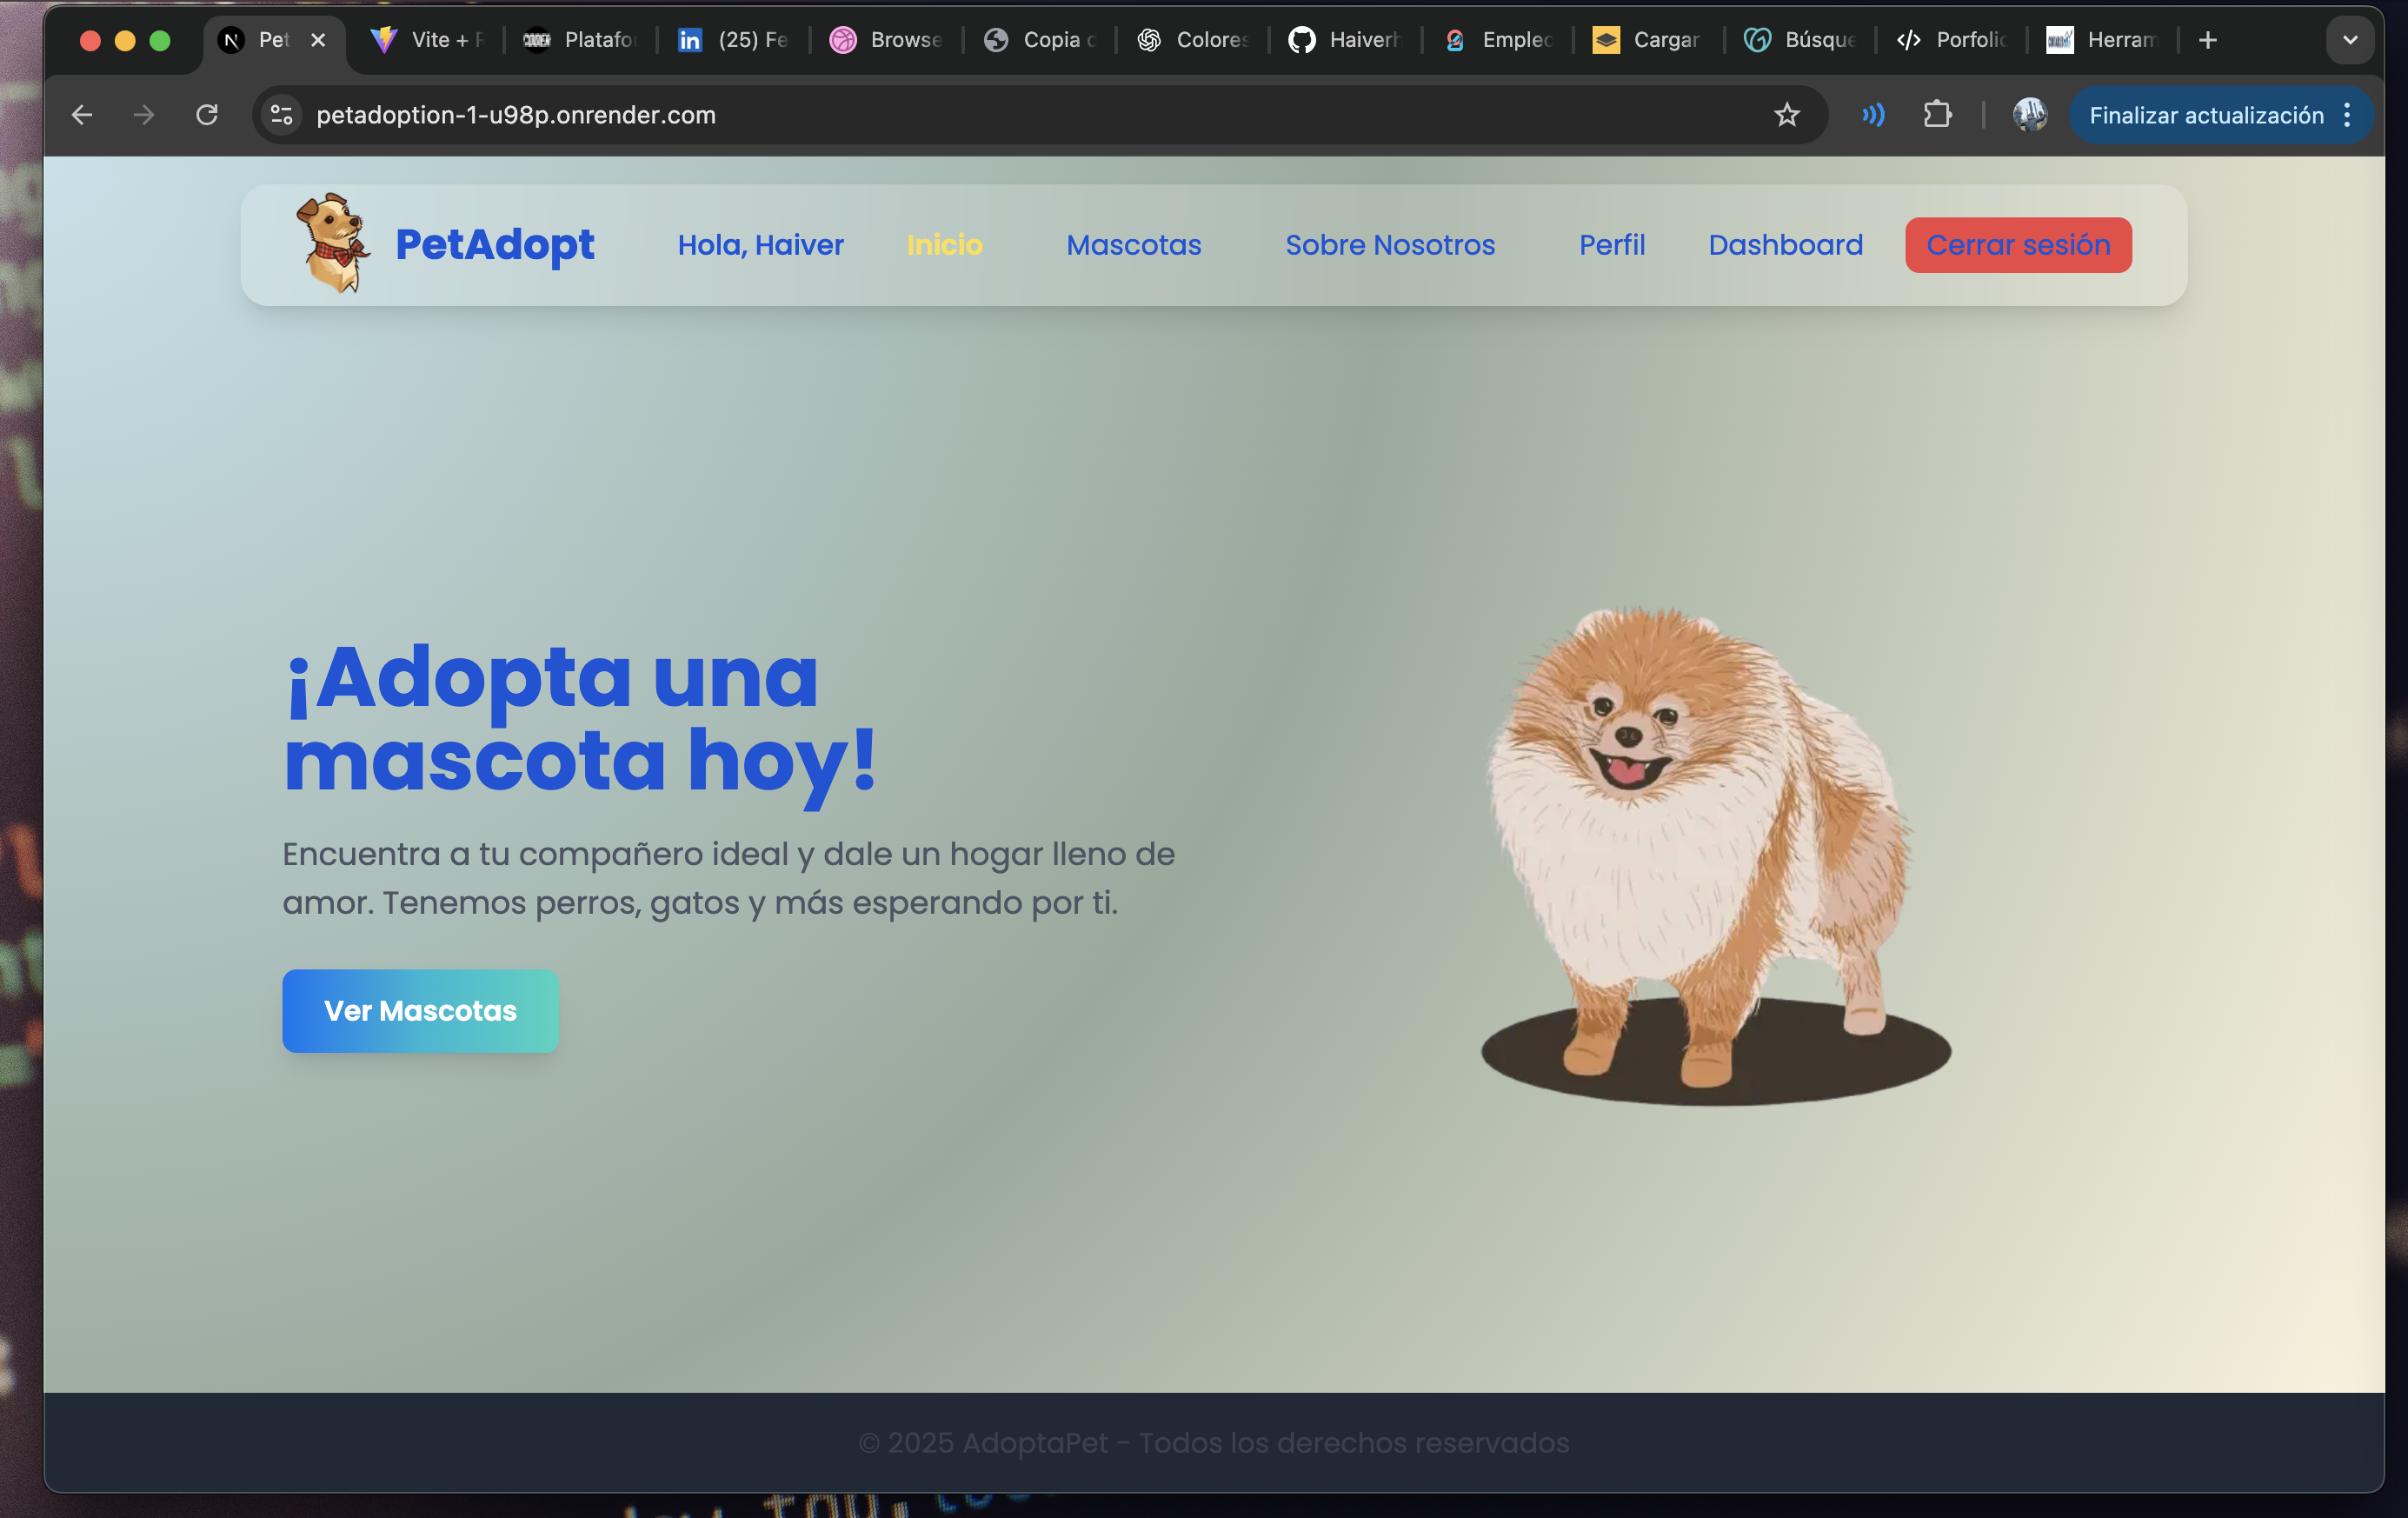 Pet
Vite +
Platafo
(25) Fe
Browse
Copia
Colores
Haiver
Emplec
Cargar
Búsque
Porfolio
Herram
petadoption-1-u98p.onrender.com
Finalizar actualización
PetAdopt
Hola, Haiver
Inicio
Mascotas
Sobre Nosotros
Perfil
Dashboard
Cerrar sesión
¡Adopta una
mascota hoy!
Encuentra a tu compañero ideal y dale un hogar lleno de
amor. Tenemos perros, gatos y más esperando por ti.
Ver Mascotas
© 2025 AdoptaPet - Todos los derechos reservados